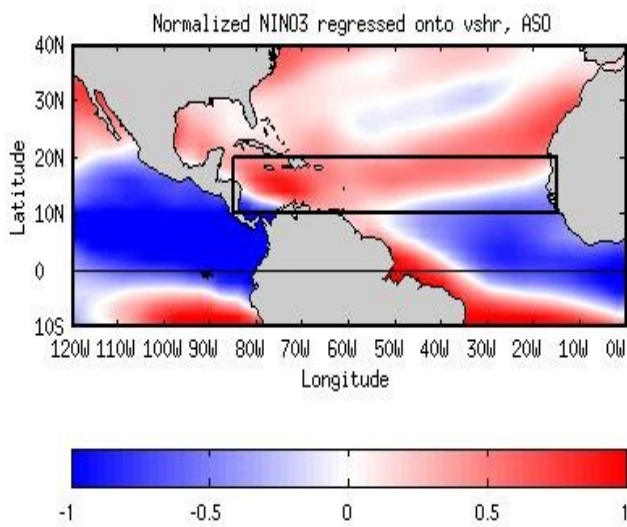 Normalized NINO3 regressed onto vshr, ASO
40N
30N
20N
10N
0
10S
Latitude
120W 110W 100W 90W 80W 70W 60W 50W 40W 30W 20W 10W 0W
Longitude
-1 -0.5 0 0.5 1